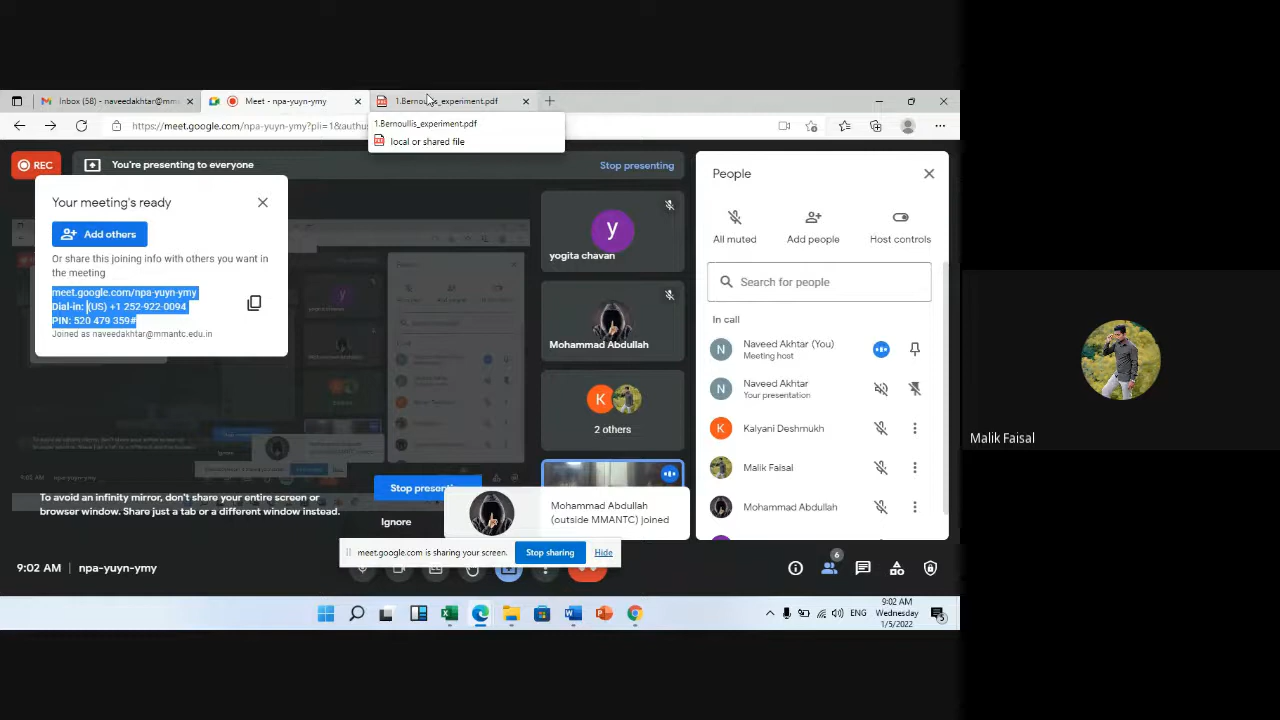 Inbox (58) - naveedakhtar@mm
Meet - npa-yuyn-ymy
1.Bernoullis_experiment.pdf
https://meet.google.com/npa-yuyn-ymy?pli=1&authus
1.Bernoullis_experiment.pdf
local or shared file
REC
You're presenting to everyone
Stop presenting
People
Your meeting's ready
Add others
Or share this joining info with others you want in
the meeting
meet.google.com/npa-yuyn-ymy
Dial-in: (US) +1 252-922-0094
PIN: 520 479 359#
Joined as naveedakhtar@mmantc.edu.in
y
yogita chavan
Mohammad Abdullah
K
2 others
All muted
Add people
Host controls
Search for people
In call
N
Naveed Akhtar (You)
Meeting host
N
Naveed Akhtar
Your presentation
K
Kalyani Deshmukh
Malik Faisal
Mohammad Abdullah
To avoid an infinity mirror, don't share your entire screen or
browser window. Share just a tab or a different window instead.
Stop presenti
Ignore
Mohammad Abdullah
(outside MMANTC) joined
meet.google.com is sharing your screen.
Stop sharing
Hide
9:02 AM
npa-yuyn-ymy
6
ENG
9:02 AM
Wednesday
1/5/2022
5
Malik Faisal